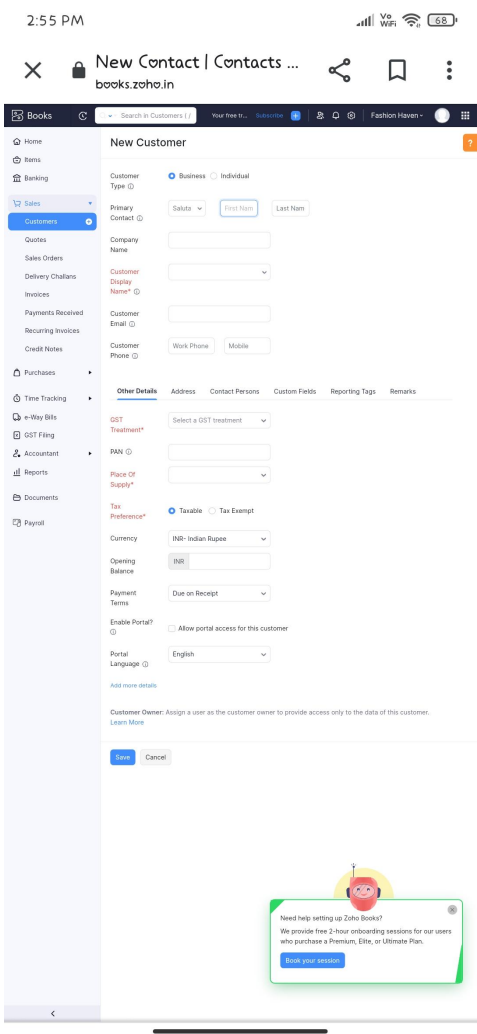 2:55 PM
Vo WiFi
68
New Contact | Contacts ...
books.zoho.in
Books
Search in Customers ( /
Your free tr...
Subscribe
Fashion Haven
Home
Items
Banking
Sales
Customers
Quotes
Sales Orders
Delivery Challans
Invoices
Payments Received
Recurring Invoices
Credit Notes
Purchases
Time Tracking
e-Way Bills
GST Filing
Accountant
Reports
Documents
Payroll
New Customer
?
Customer Type
Business
Individual
Primary Contact
Saluta
First Nam
Last Nam
Company Name
Customer Display Name*
Customer Email
Customer Phone
Work Phone
Mobile
Other Details
Address
Contact Persons
Custom Fields
Reporting Tags
Remarks
GST Treatment*
Select a GST treatment
PAN
Place Of Supply*
Tax Preference*
Taxable
Tax Exempt
Currency
INR- Indian Rupee
Opening Balance
INR
Payment Terms
Due on Receipt
Enable Portal?
Allow portal access for this customer
Portal Language
English
Add more details
Customer Owner: Assign a user as the customer owner to provide access only to the data of this customer.
Learn More
Save
Cancel
Need help setting up Zoho Books?
We provide free 2-hour onboarding sessions for our users
who purchase a Premium, Elite, or Ultimate Plan.
Book your session